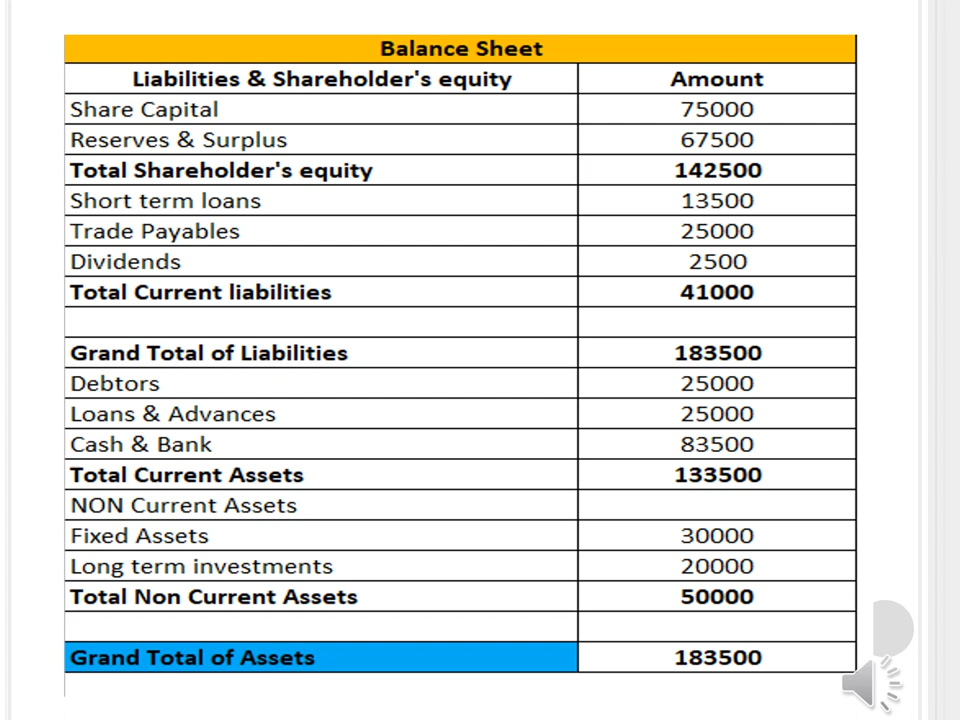 Balance Sheet
Liabilities & Shareholder's equity Amount
Share Capital 75000
Reserves & Surplus 67500
Total Shareholder's equity 142500
Short term loans 13500
Trade Payables 25000
Dividends 2500
Total Current liabilities 41000
Grand Total of Liabilities 183500
Debtors 25000
Loans & Advances 25000
Cash & Bank 83500
Total Current Assets 133500
NON Current Assets
Fixed Assets 30000
Long term investments 20000
Total Non Current Assets 50000
Grand Total of Assets 183500